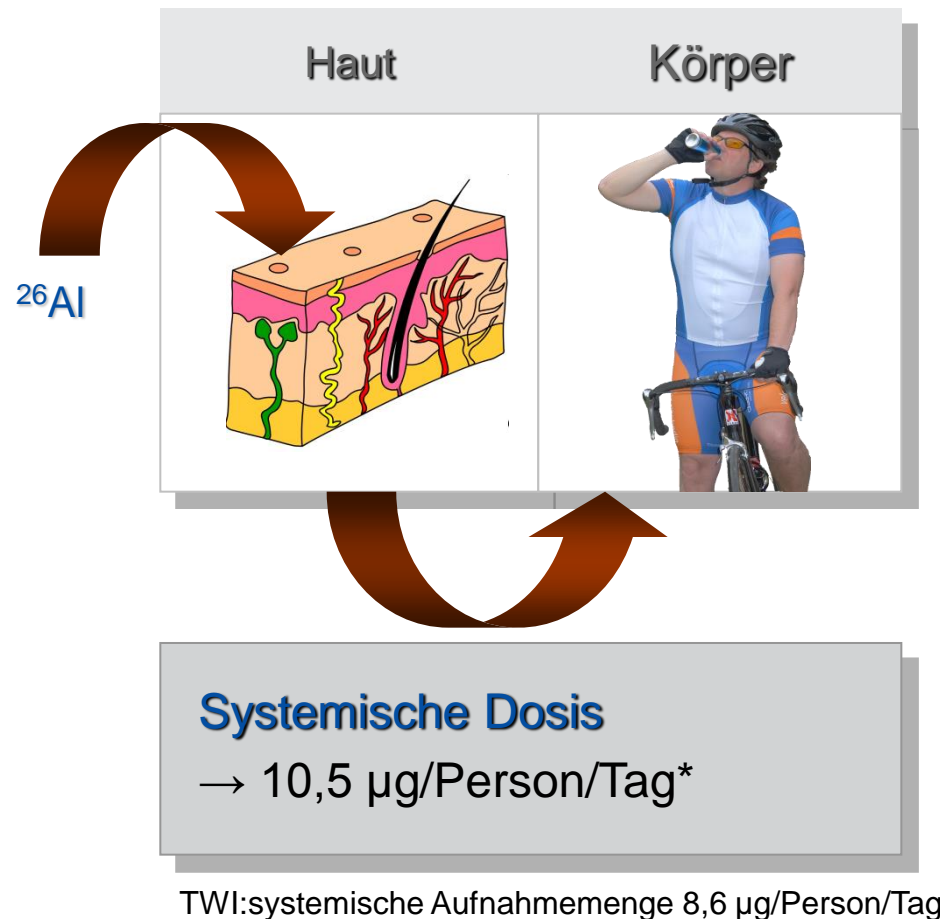 Haut Körper
²⁶Al
Systemische Dosis
→ 10,5 µg/Person/Tag*
TWI:systemische Aufnahmemenge 8,6 µg/Person/Tag